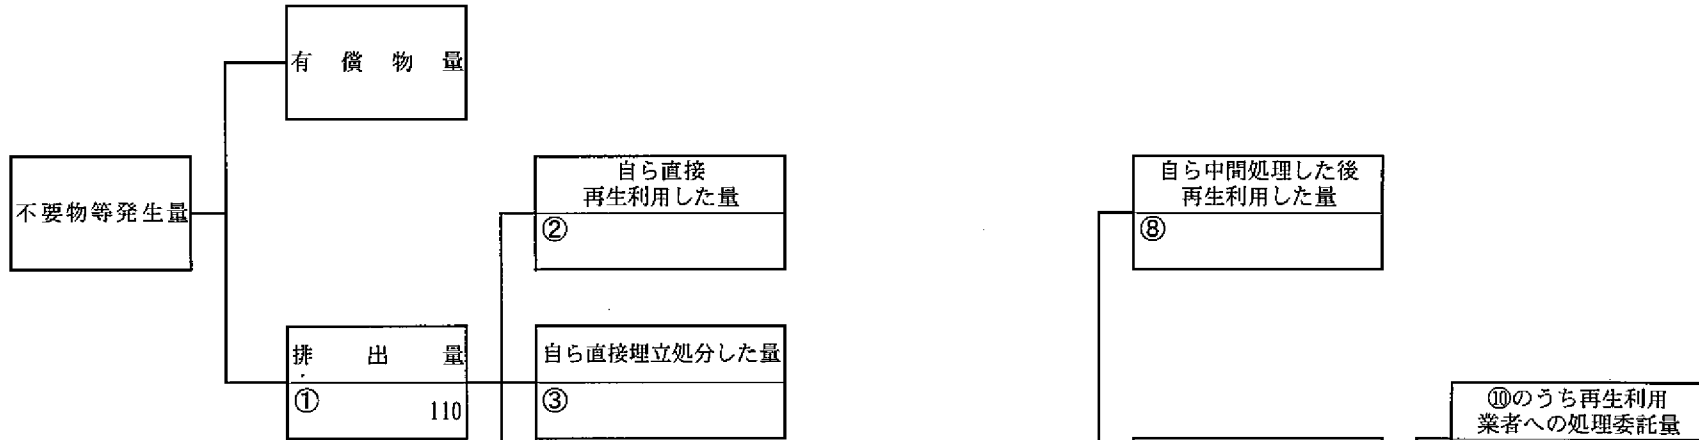 有償物量
不要物等発生量
自ら直接
再生利用した量
②
自ら中間処理した後
再生利用した量
⑧
排出量
①
110
自ら直接埋立処分した量
③
⑩のうち再生利用
業者への処理委託量